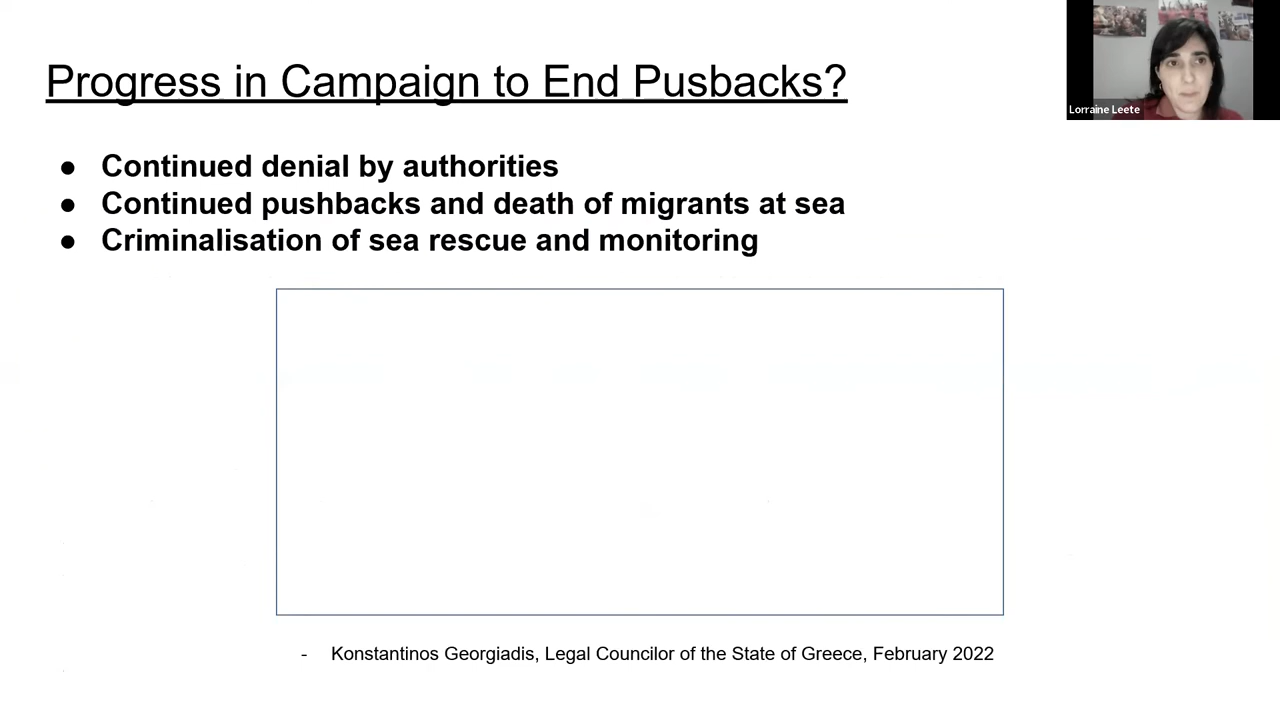 Progress in Campaign to End Pusbacks?
Lorraine Leete
● Continued denial by authorities
● Continued pushbacks and death of migrants at sea
● Criminalisation of sea rescue and monitoring
- Konstantinos Georgiadis, Legal Councilor of the State of Greece, February 2022